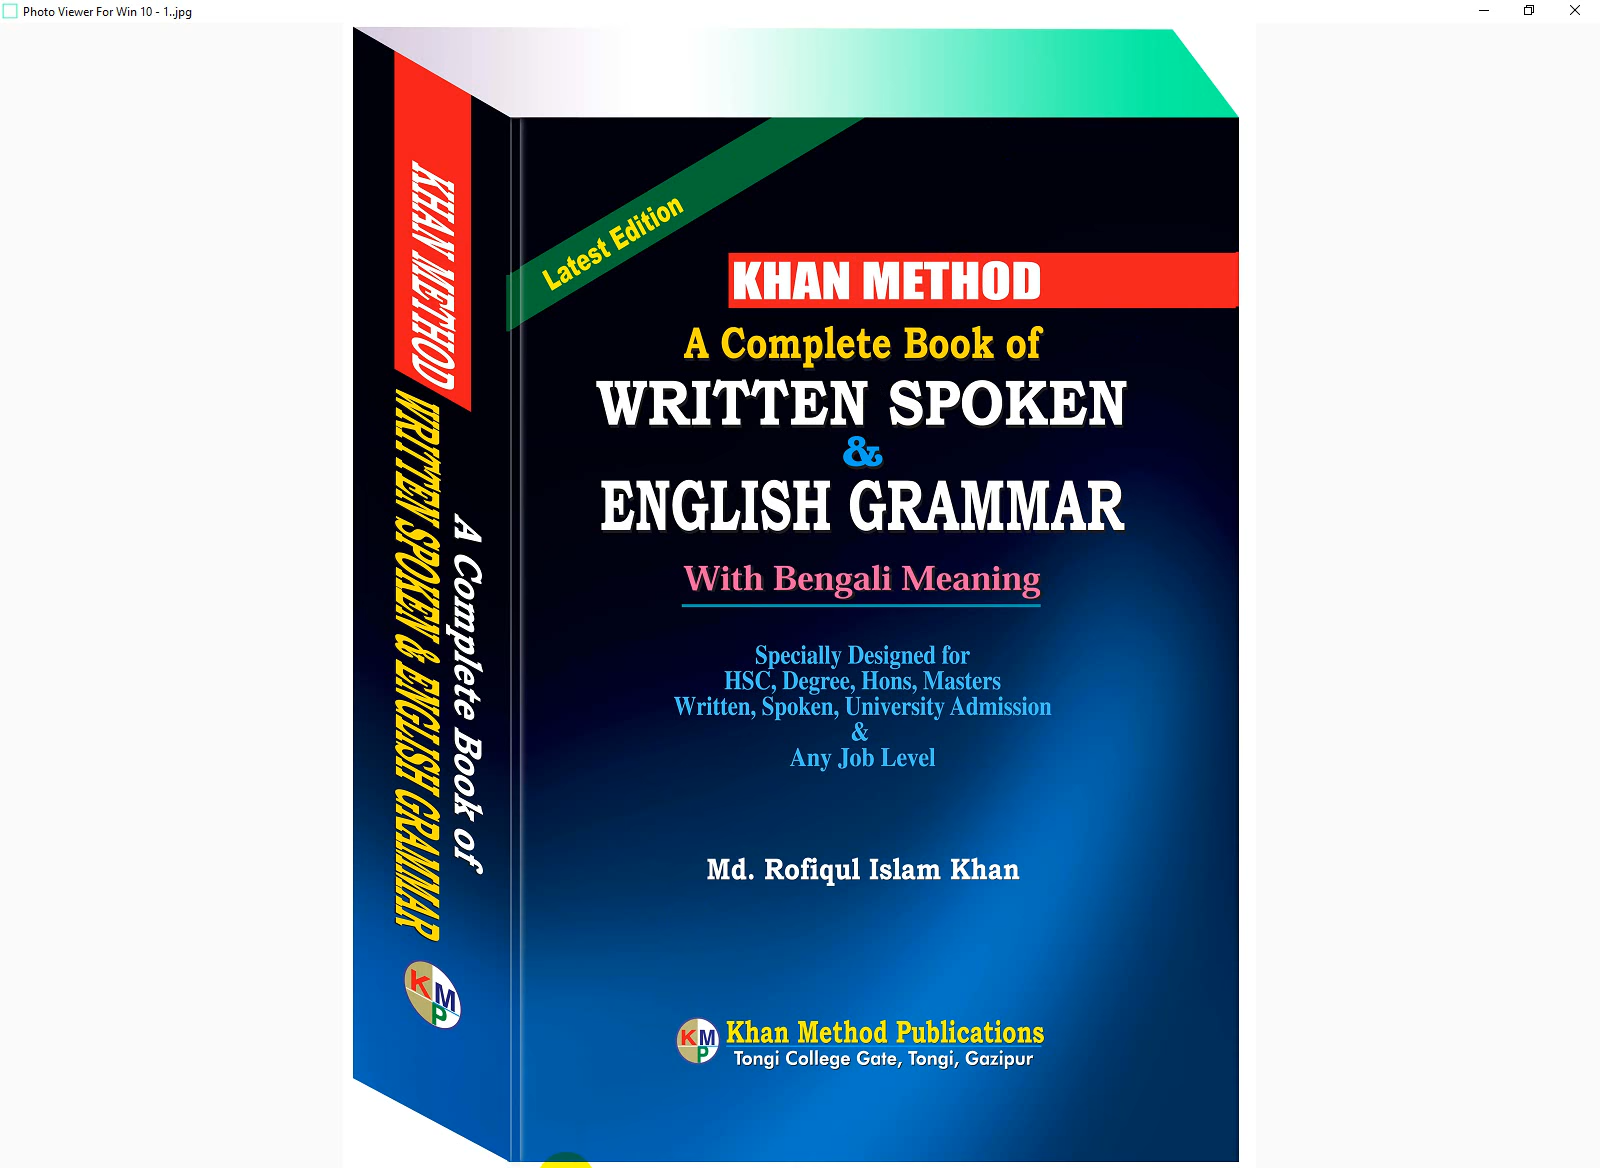 Photo Viewer For Win 10 - 1..jpg
Latest Edition
KHAN METHOD
A Complete Book of
WRITTEN SPOKEN
&
ENGLISH GRAMMAR
With Bengali Meaning
Specially Designed for
HSC, Degree, Hons, Masters
Written, Spoken, University Admission
&
Any Job Level
Md. Rofiqul Islam Khan
KMP
Khan Method Publications
Tongi College Gate, Tongi, Gazipur
KHAN METHOD
A Complete Book of
WRITTEN SPOKEN & ENGLISH GRAMMAR
KMP